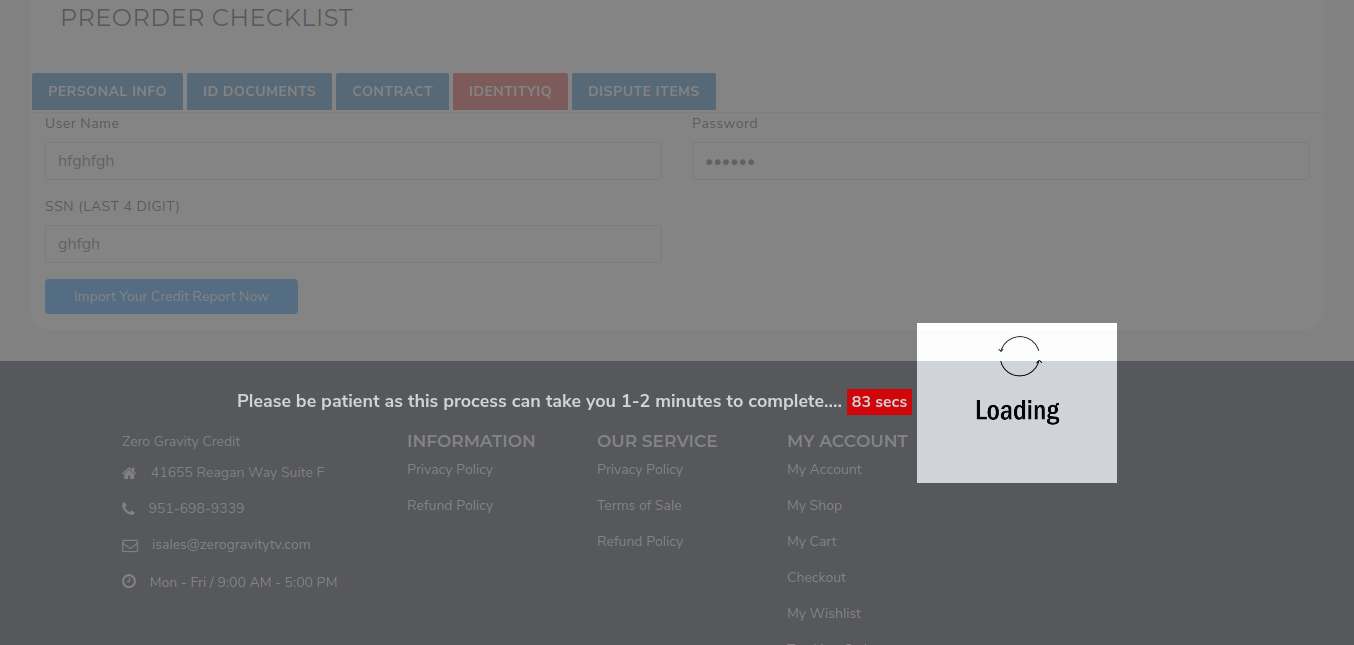 PREORDER CHECKLIST
PERSONAL INFO
ID DOCUMENTS
CONTRACT
IDENTITYIQ
DISPUTE ITEMS
User Name
Password
hfghfgh
SSN (LAST 4 DIGIT)
ghfgh
Import Your Credit Report Now
Please be patient as this process can take you 1-2 minutes to complete.... 83 secs
Loading
Zero Gravity Credit
41655 Reagan Way Suite F
951-698-9339
isales@zerogravitytv.com
Mon - Fri / 9:00 AM - 5:00 PM
INFORMATION
Privacy Policy
Refund Policy
OUR SERVICE
Privacy Policy
Terms of Sale
Refund Policy
MY ACCOUNT
My Account
My Shop
My Cart
Checkout
My Wishlist